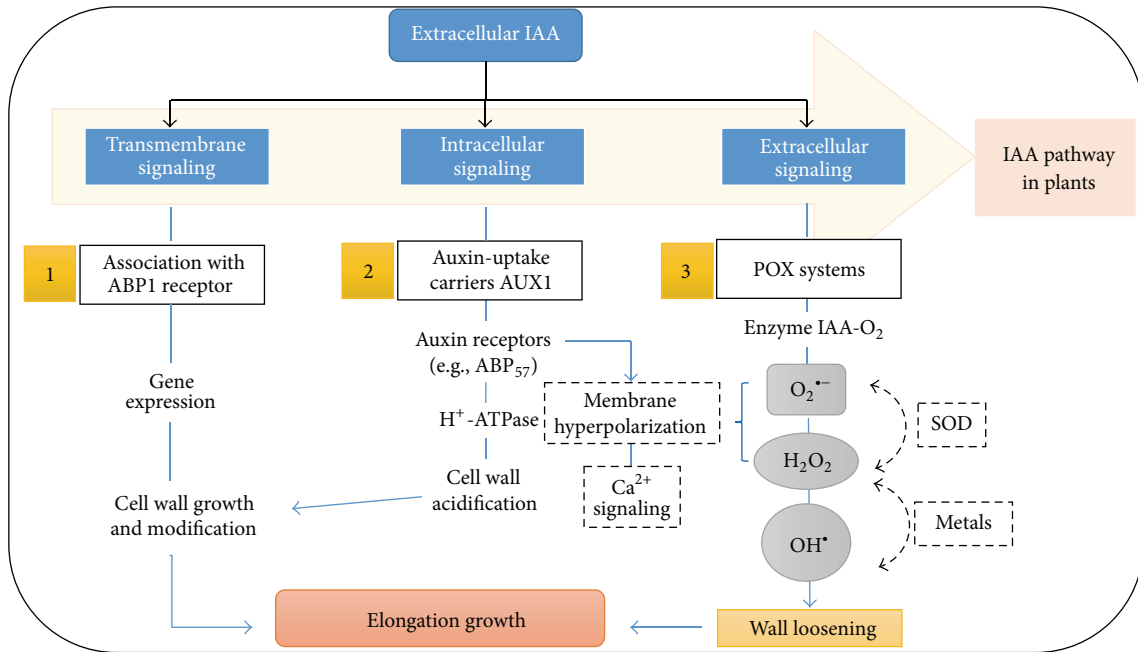 Extracellular IAA
Transmembrane
signaling
Intracellular
signaling
Extracellular
signaling
IAA pathway
in plants
1
Association with
ABP1 receptor
2
Auxin-uptake
carriers AUX1
3
POX systems
Gene
expression
Cell wall growth
and modification
Auxin receptors
(e.g., ABP₅₇)
H⁺-ATPase
Cell wall
acidification
Membrane
hyperpolarization
Ca²⁺
signaling
Enzyme IAA-O₂
O₂•−
H₂O₂
OH•
SOD
Metals
Wall loosening
Elongation growth